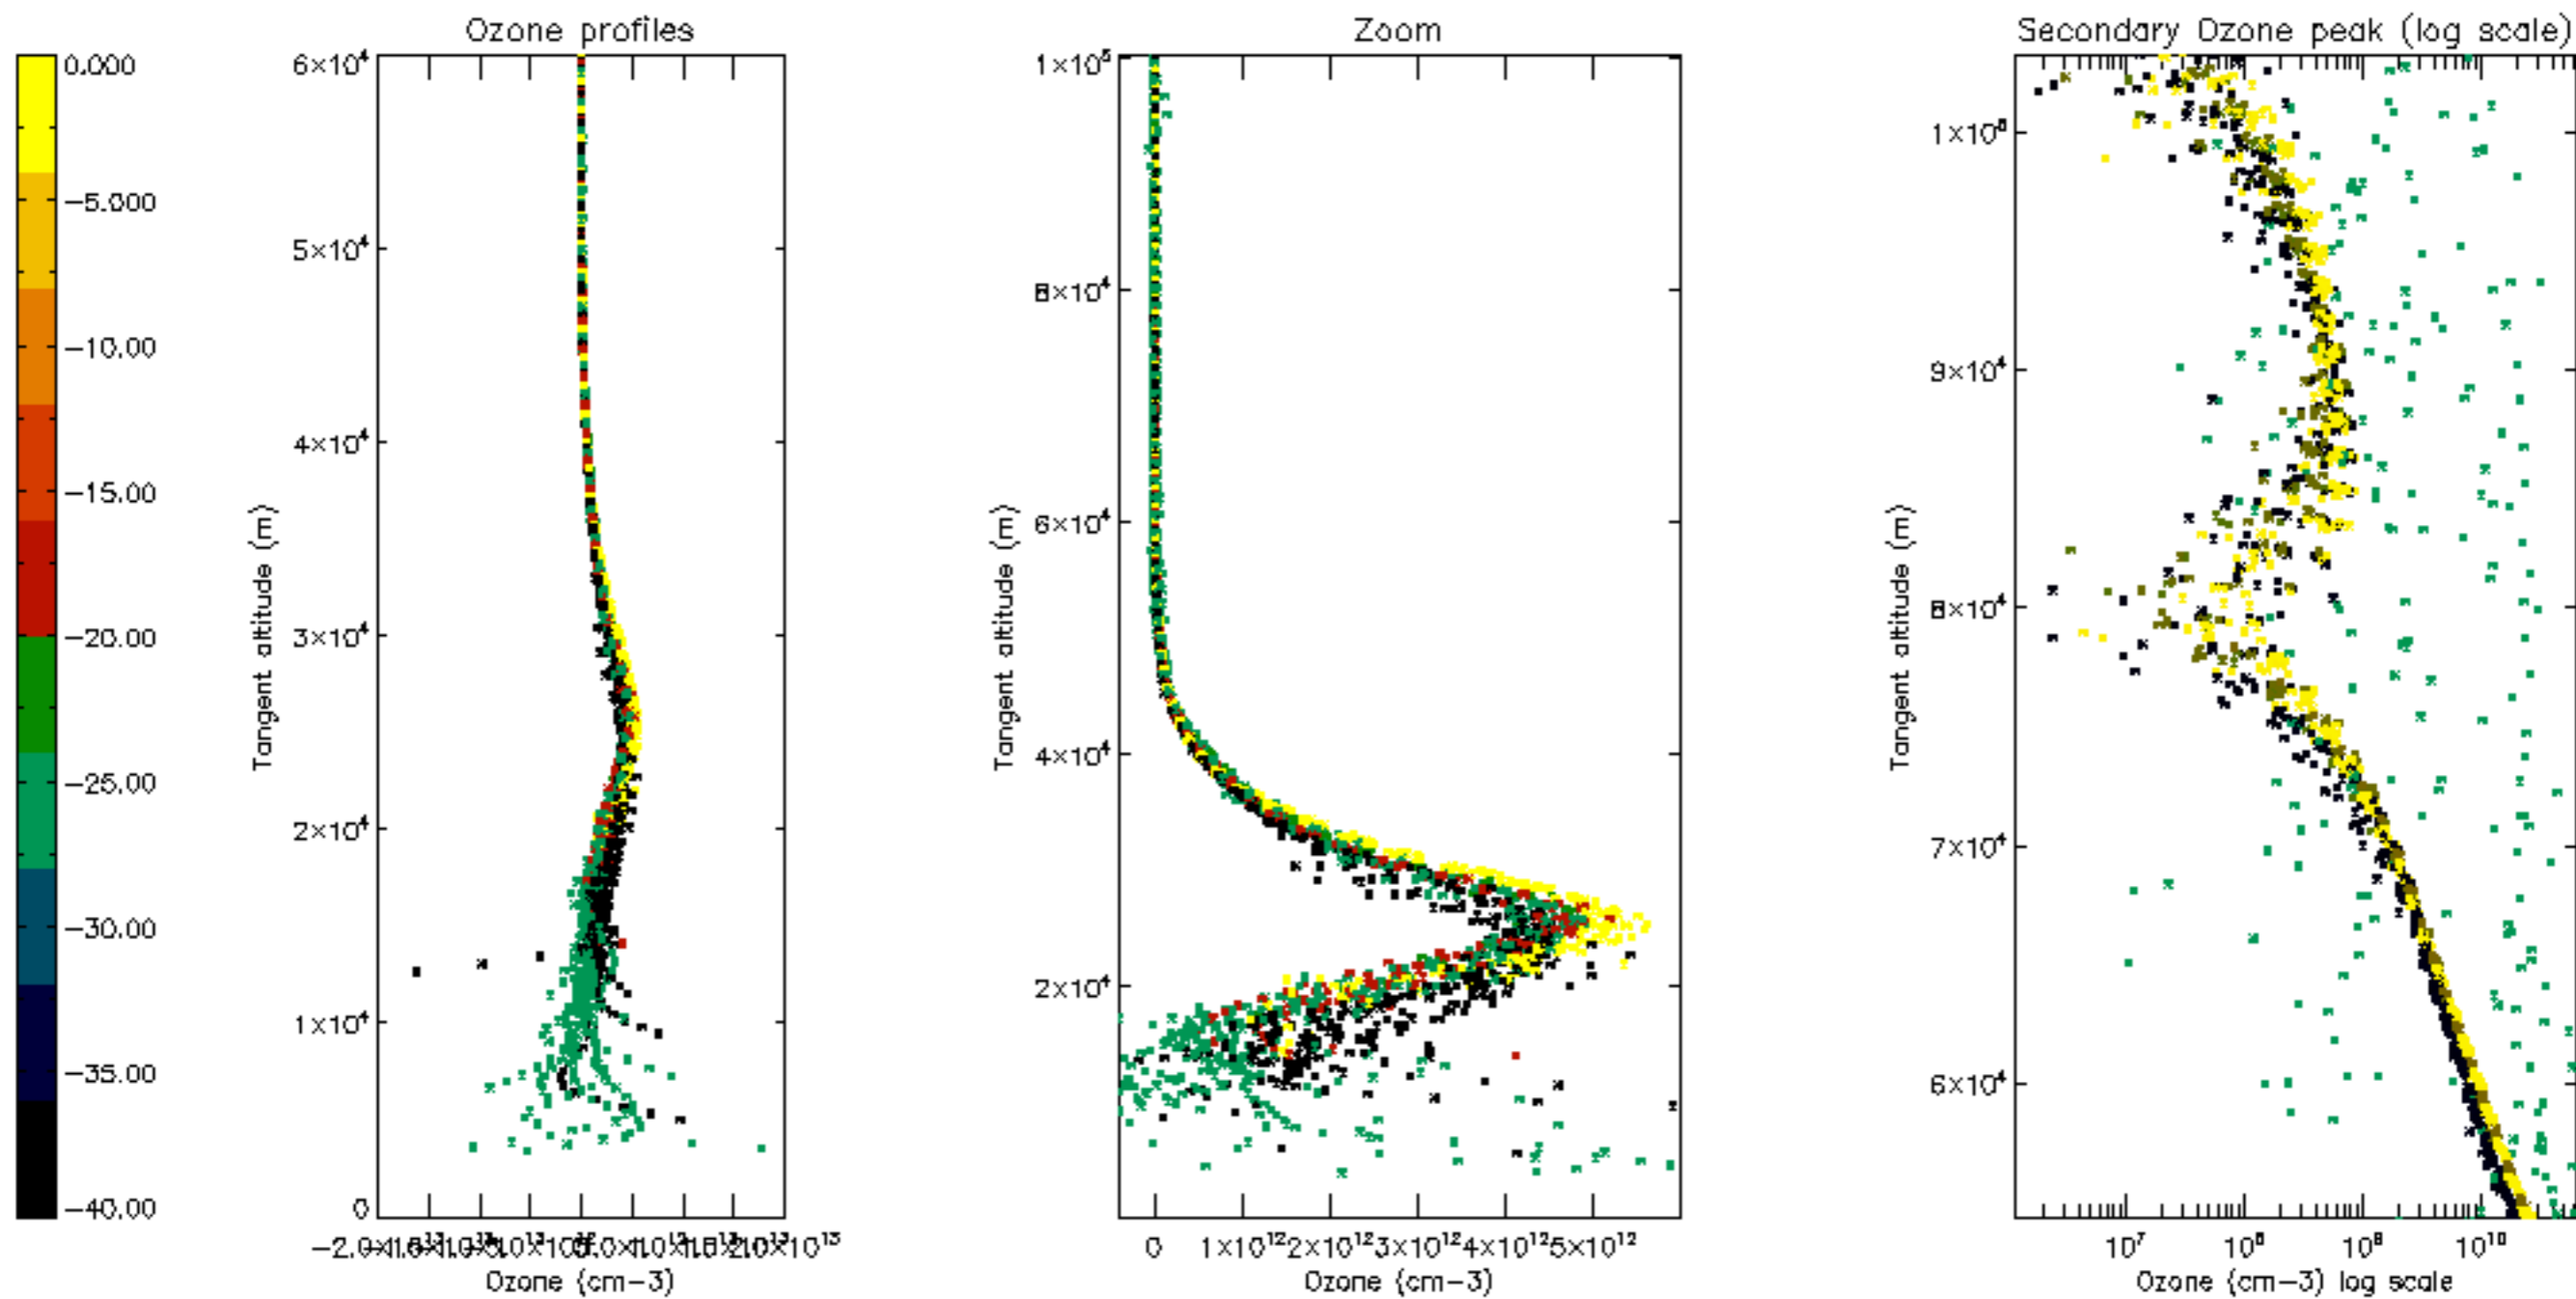 Ozone profiles
Zoom
Secondary Ozone peak (log scale)
0.000
−5.000
−10.00
−15.00
−20.00
−25.00
−30.00
−35.00
−40.00
6×10⁴
5×10⁴
4×10⁴
3×10⁴
2×10⁴
1×10⁴
0
Tangent altitude (m)
Ozone (cm−3)
1×10⁵
8×10⁴
6×10⁴
4×10⁴
2×10⁴
Tangent altitude (m)
0 1×10¹² 2×10¹² 3×10¹² 4×10¹² 5×10¹²
Ozone (cm−3)
9×10⁴
8×10⁴
7×10⁴
6×10⁴
Tangent altitude (m)
10⁷ 10⁸ 10⁹ 10¹⁰
Ozone (cm−3) log scale